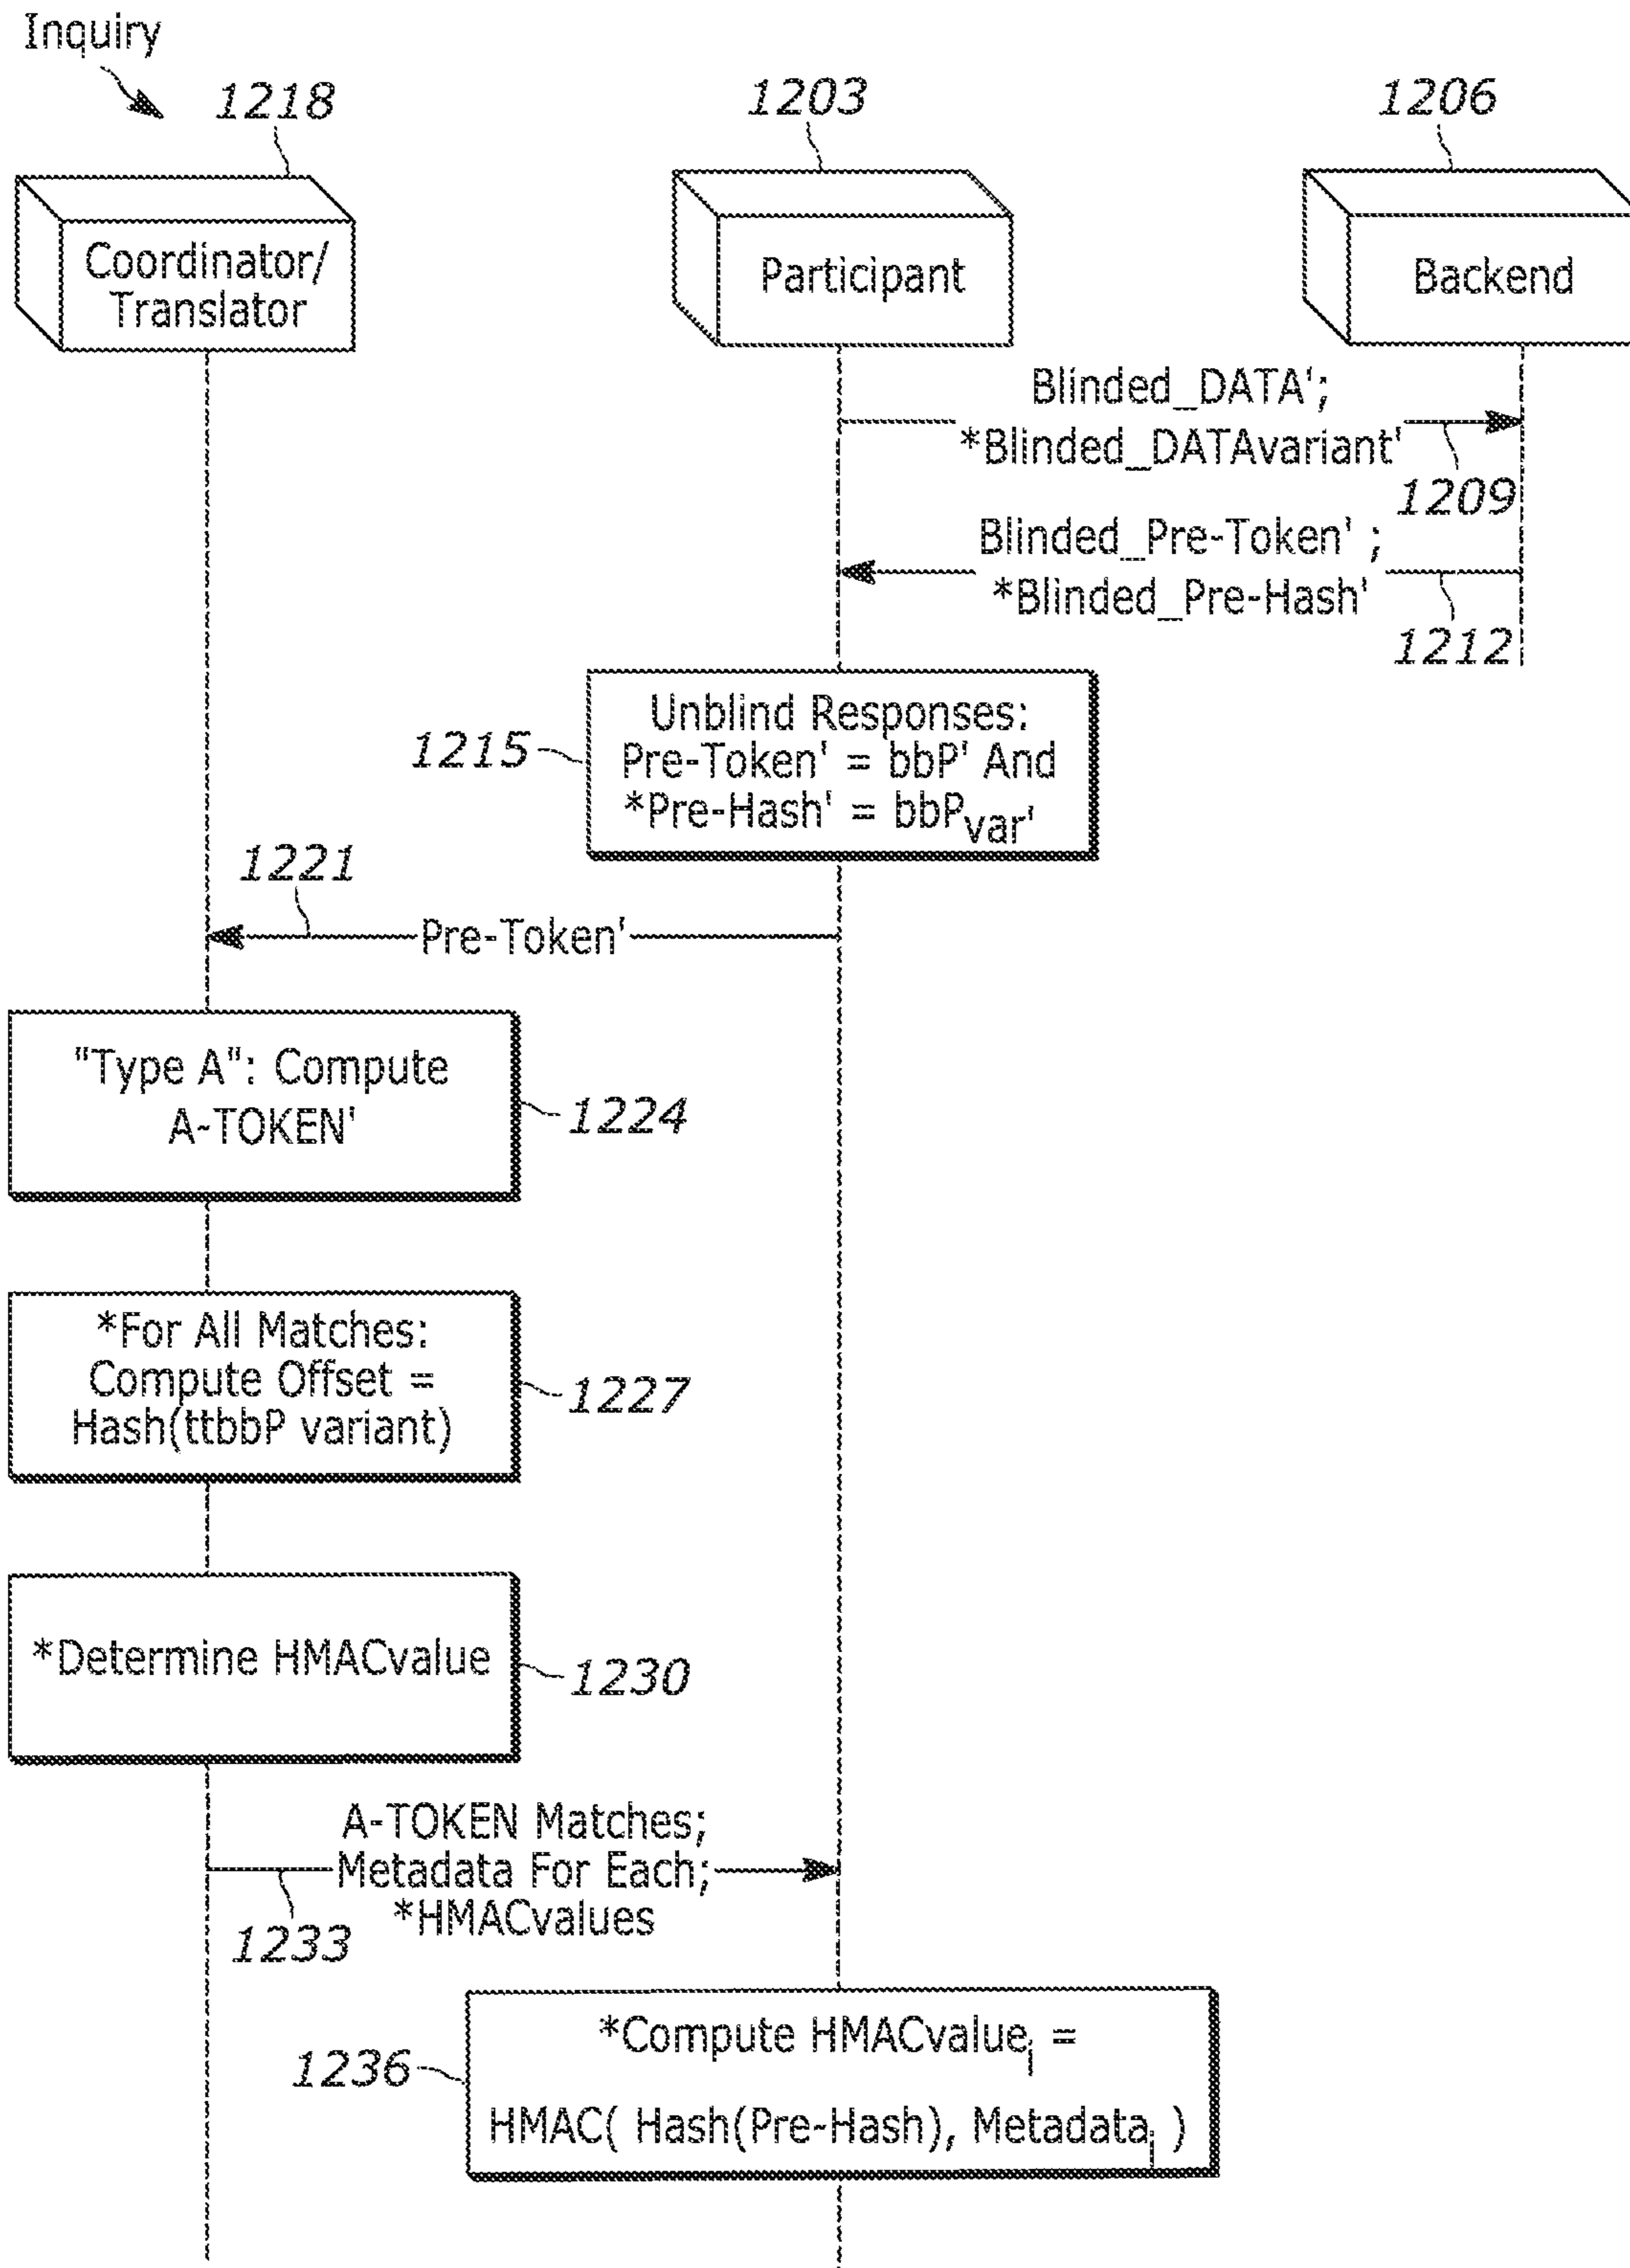 Inquiry
1218
1203
1206
Coordinator/
Translator
Participant
Backend
Blinded_DATA';
*Blinded_DATAvariant'
1209
Blinded_Pre-Token' ;
*Blinded_Pre-Hash'
1212
Unblind Responses:
Pre-Token' = bbP' And
*Pre-Hash' = bbPvar'
1215
1221
Pre-Token'
"Type A": Compute
A-TOKEN'
1224
*For All Matches:
Compute Offset =
Hash(ttbbP variant)
1227
*Determine HMACvalue
1230
A-TOKEN Matches;
Metadata For Each;
*HMACvalues
1233
*Compute HMACvaluej =
HMAC( Hash(Pre-Hash), Metadataj )
1236